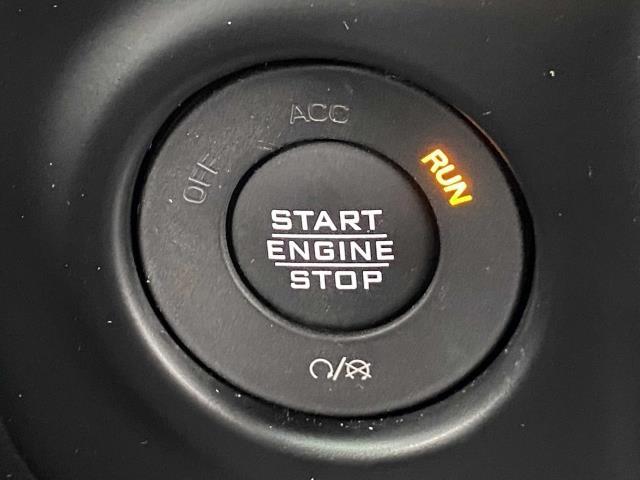 ACC
OFF
RUN
START
ENGINE
STOP